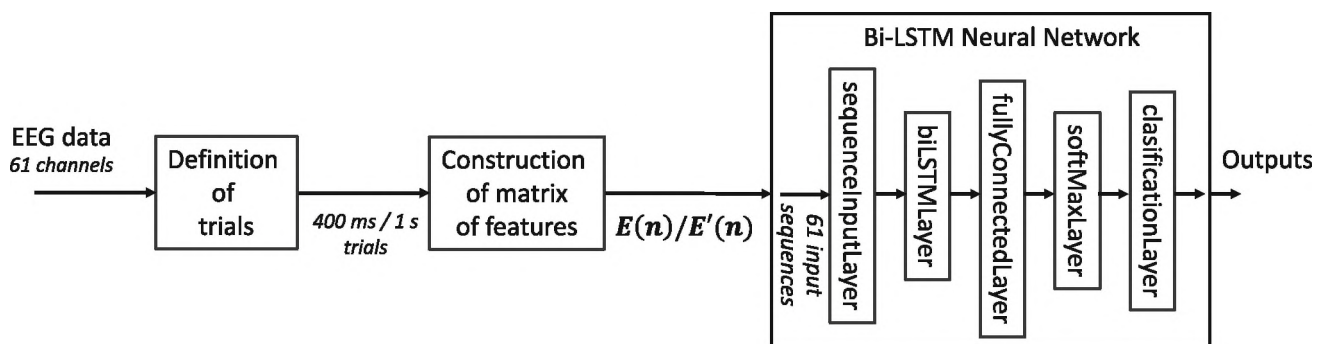 Bi-LSTM Neural Network
EEG data
61 channels
Definition
of
trials
400 ms / 1 s
trials
Construction
of matrix
of features
E(n)/E'(n)
61 input
sequences
sequenceInputLayer
biLSTMLayer
fullyConnectedLayer
softMaxLayer
clasificationLayer
Outputs